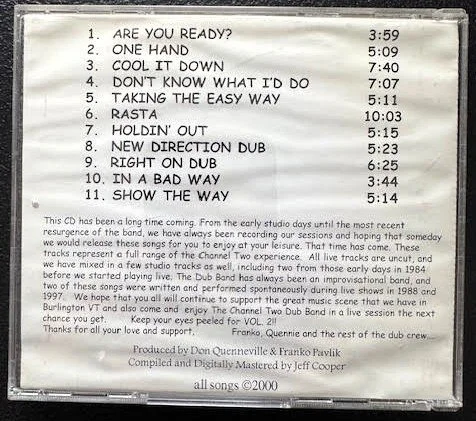 1. ARE YOU READY? 3:59
2. ONE HAND 5:09
3. COOL IT DOWN 7:40
4. DON'T KNOW WHAT I'D DO 7:07
5. TAKING THE EASY WAY 5:11
6. RASTA 10:03
7. HOLDIN' OUT 5:15
8. NEW DIRECTION DUB 5:23
9. RIGHT ON DUB 6:25
10. IN A BAD WAY 3:44
11. SHOW THE WAY 5:14
This CD has been a long time coming. From the early studio days until the most recent
resurgence of the band, we have always been recording our sessions and hoping that someday
we would release these songs for you to enjoy at your leisure. That time has come. These
tracks represent a full range of the Channel Two experience. All live tracks are uncut, and
we have mixed in a few studio tracks as well, including two from those early days in 1984
before we started playing live. The Dub Band has always been an improvisational band, and
two of these songs were written and performed spontaneously during live shows in 1988 and
1997. We hope that you all will continue to support the great music scene that we have in
Burlington VT and also come and enjoy The Channel Two Dub Band in a live session the next
chance you get. Keep your eyes peeled for VOL. 2!!
Thanks for all your love and support, Franko, Quennie and the rest of the dub crew
Produced by Don Quenneville & Franko Pavlik
Compiled and Digitally Mastered by Jeff Cooper
all songs ©2000